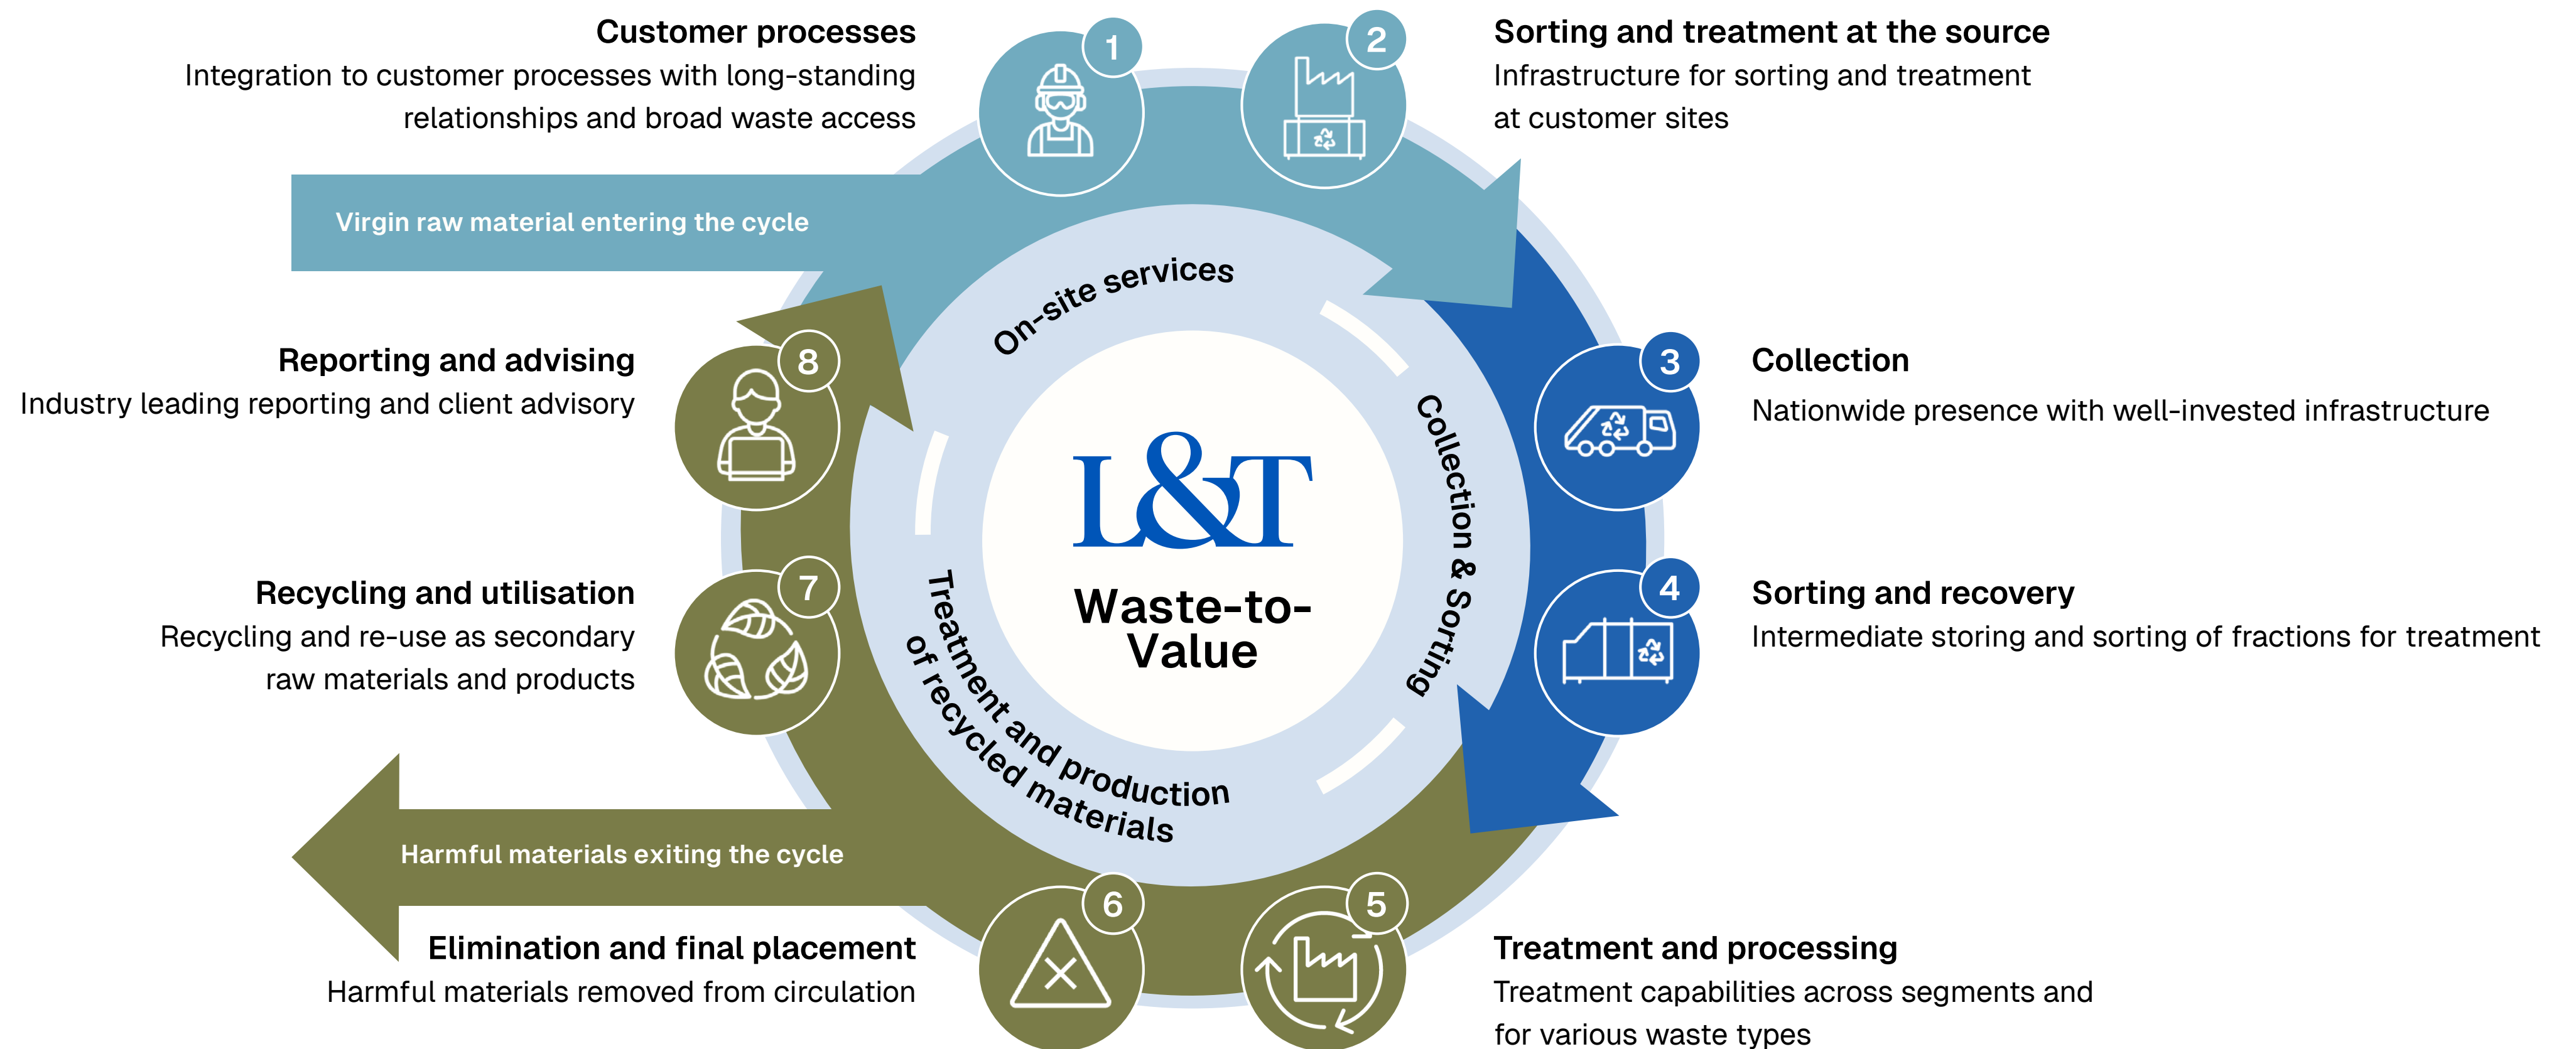 Customer processes
Integration to customer processes with long-standing
relationships and broad waste access
1
2
Sorting and treatment at the source
Infrastructure for sorting and treatment
at customer sites
Virgin raw material entering the cycle
On-site services
Reporting and advising
Industry leading reporting and client advisory
8
3
Collection
Nationwide presence with well-invested infrastructure
Collection & Sorting
L&T
Waste-to-
Value
Recycling and utilisation
Recycling and re-use as secondary
raw materials and products
7
4
Sorting and recovery
Intermediate storing and sorting of fractions for treatment
Treatment and production
of recycled materials
Harmful materials exiting the cycle
Elimination and final placement
Harmful materials removed from circulation
6
5
Treatment and processing
Treatment capabilities across segments and
for various waste types